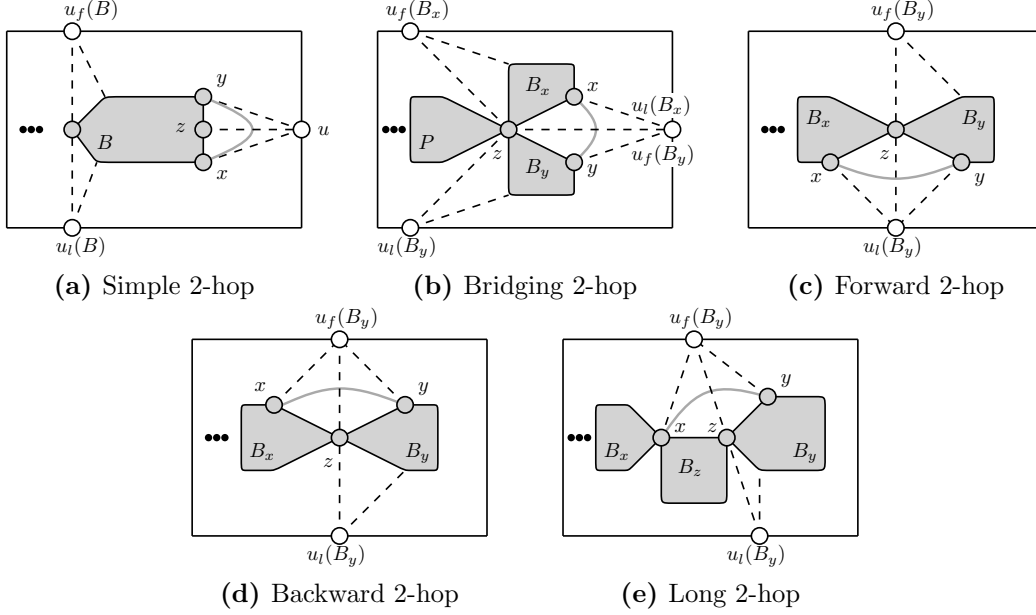 u_f(B)
y
B
z
u
x
u_l(B)
(a) Simple 2-hop
u_f(B_x)
B_x
x
u_l(B_x)
P
z
u_f(B_y)
B_y
y
u_l(B_y)
(b) Bridging 2-hop
u_f(B_y)
B_x
B_y
z
x
y
u_l(B_y)
(c) Forward 2-hop
u_f(B_y)
x
y
B_x
B_y
z
u_l(B_y)
(d) Backward 2-hop
u_f(B_y)
y
x
z
B_x
B_z
B_y
u_l(B_y)
(e) Long 2-hop